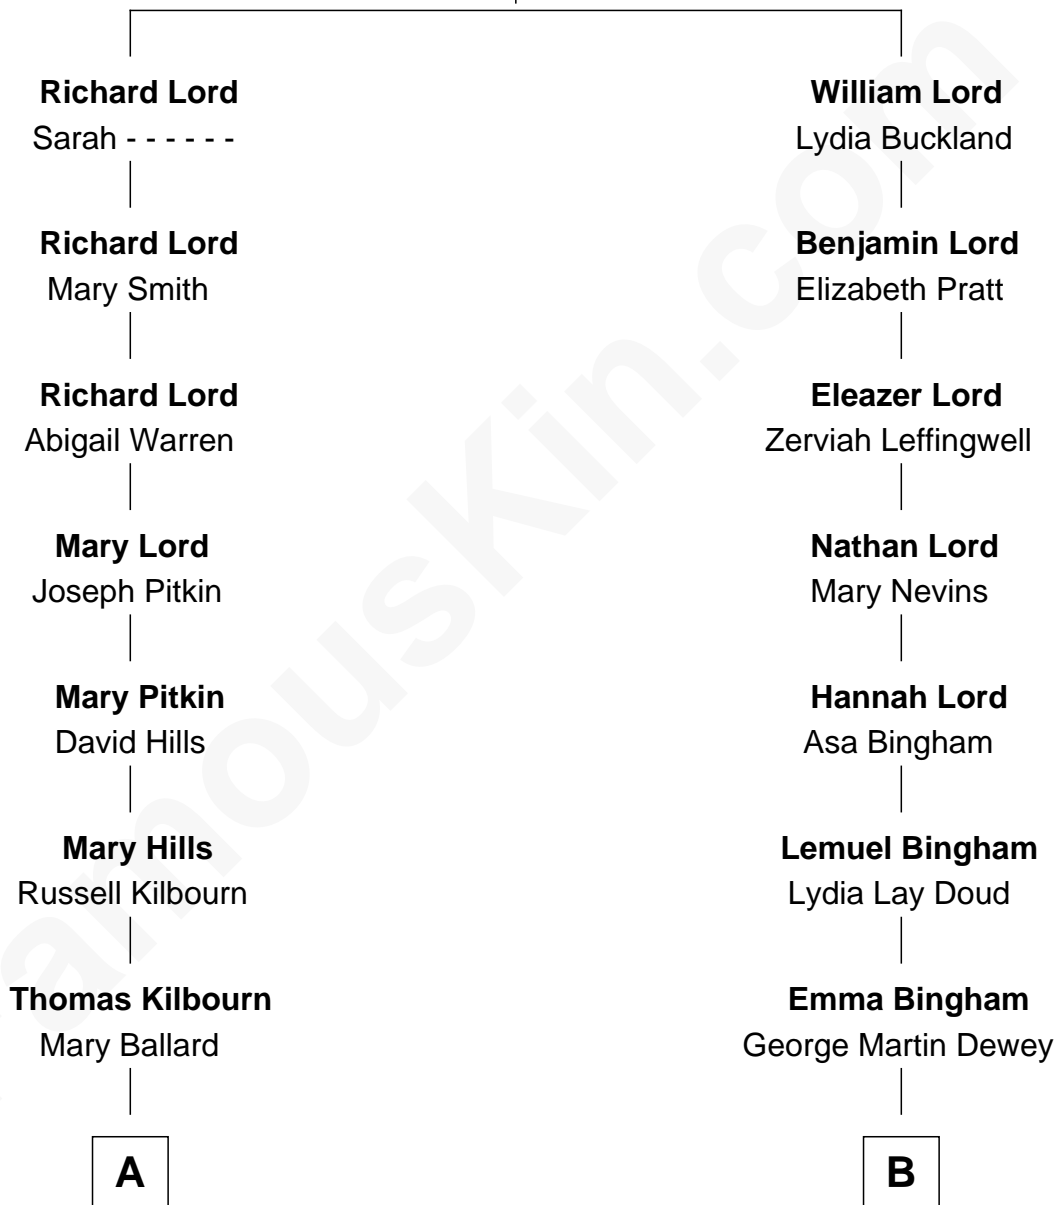 Richard Lord
Sarah - - - - - -
William Lord
Lydia Buckland
Richard Lord
Mary Smith
Benjamin Lord
Elizabeth Pratt
Richard Lord
Abigail Warren
Eleazer Lord
Zerviah Leffingwell
Mary Lord
Joseph Pitkin
Nathan Lord
Mary Nevins
Mary Pitkin
David Hills
Hannah Lord
Asa Bingham
Mary Hills
Russell Kilbourn
Lemuel Bingham
Lydia Lay Doud
Thomas Kilbourn
Mary Ballard
Emma Bingham
George Martin Dewey
A
B
amouskin.com